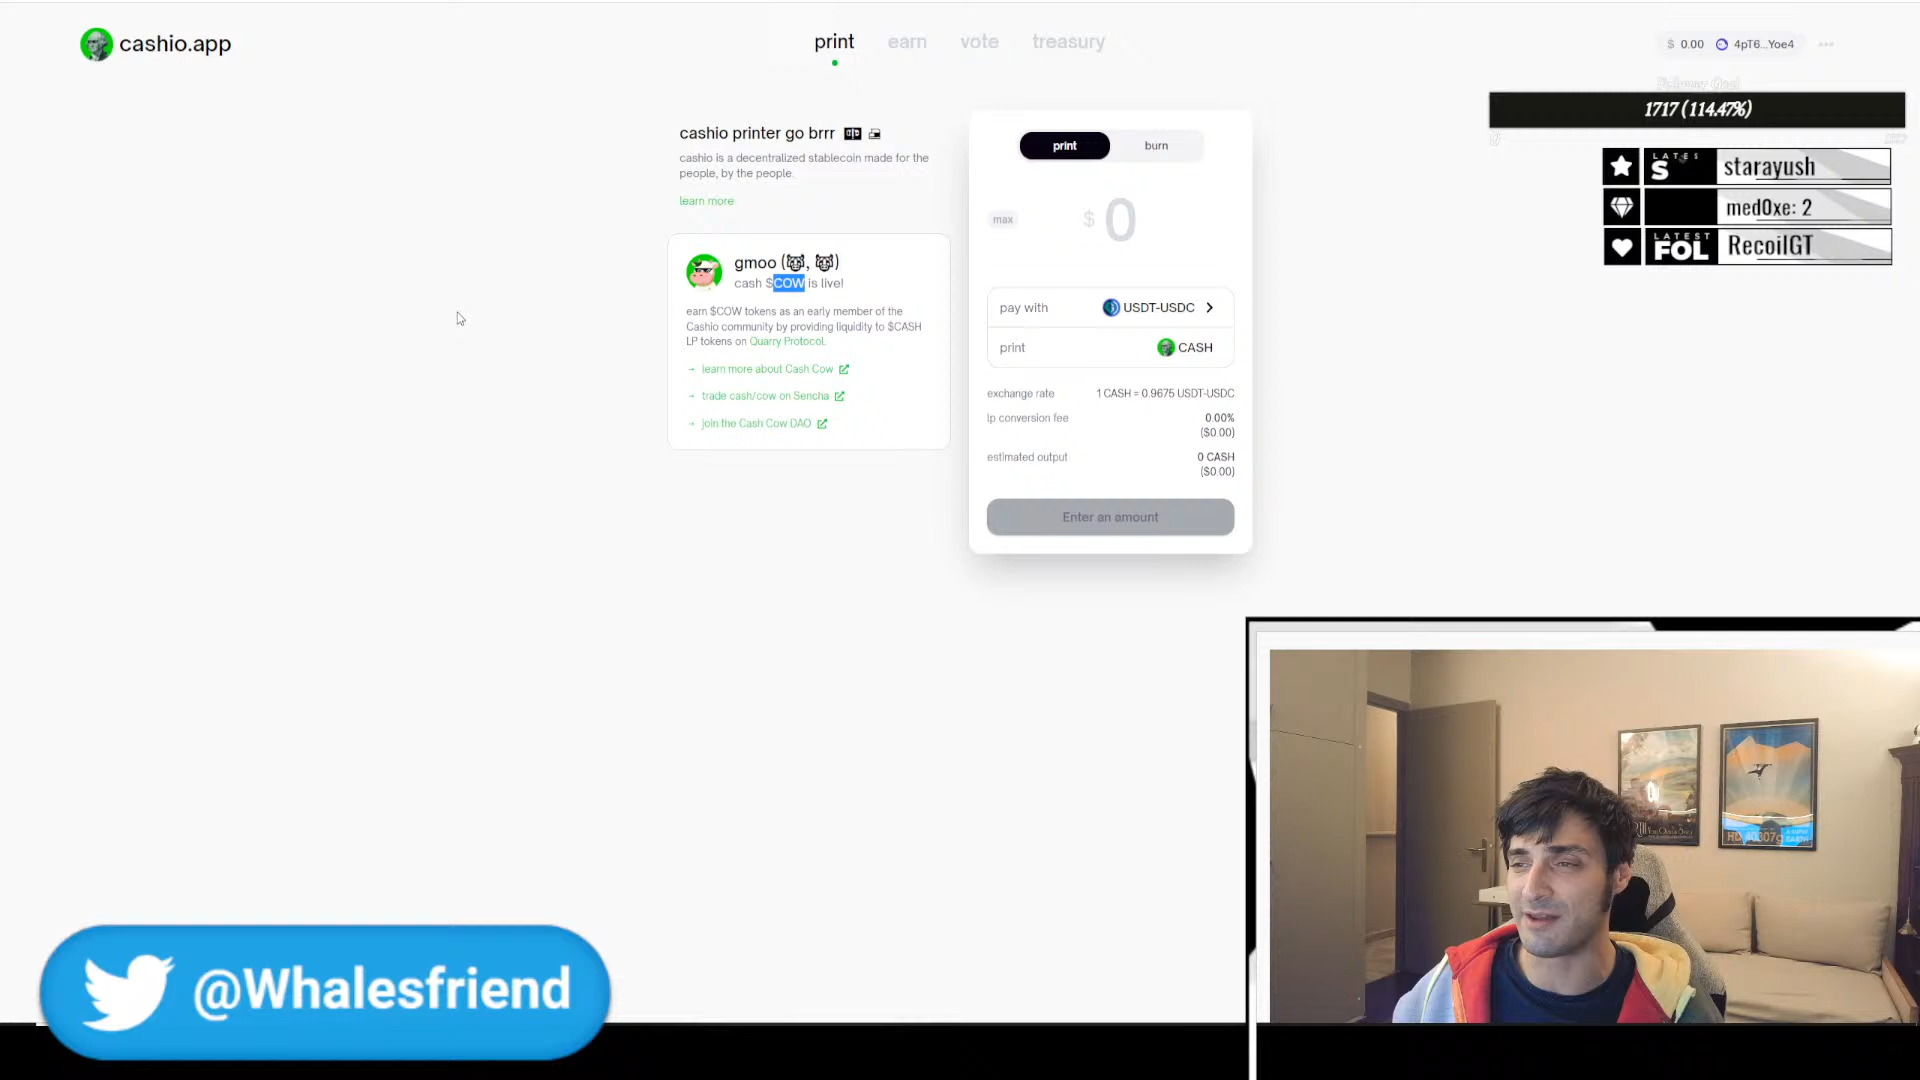 cashio.app
print earn vote treasury
$ 0.00 4pT6...Yoe4
1717 (114.47%)
LATES
S
starayush
med0xe: 2
LATEST
FOL
RecoilGT
cashio printer go brrr
cashio is a decentralized stablecoin made for the
people, by the people.
learn more
gmoo (🐮, 🐮)
cash $COW is live!
earn $COW tokens as an early member of the
Cashio community by providing liquidity to $CASH
LP tokens on Quarry Protocol.
→ learn more about Cash Cow
→ trade cash/cow on Sencha
→ join the Cash Cow DAO
print burn
max $ 0
pay with USDT-USDC
print CASH
exchange rate 1 CASH = 0.9675 USDT-USDC
lp conversion fee 0.00%
($0.00)
estimated output 0 CASH
($0.00)
Enter an amount
HD 40307g
@Whalesfriend